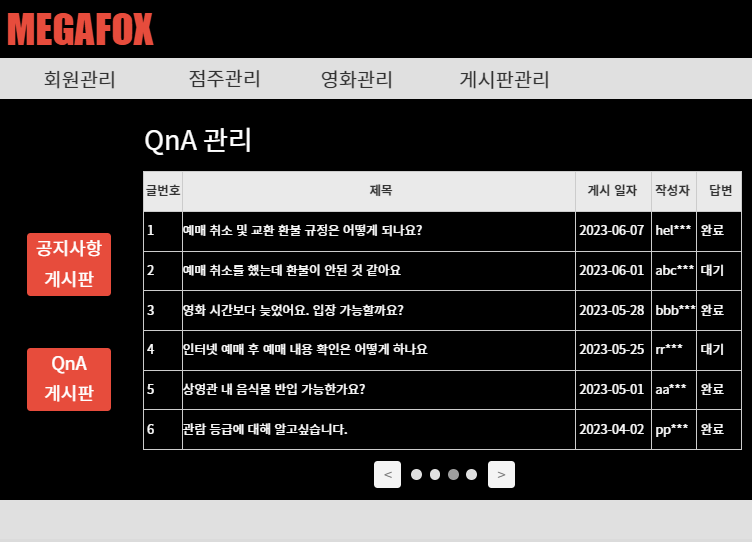 MEGAFOX
회원관리 점주관리 영화관리 게시판관리
QnA 관리
글번호 제목 게시 일자 작성자 답변
1 예매 취소 및 교환 환불 규정은 어떻게 되나요? 2023-06-07 hel*** 완료
2 예매 취소를 했는데 환불이 안된 것 같아요 2023-06-01 abc*** 대기
3 영화 시간보다 늦었어요. 입장 가능할까요? 2023-05-28 bbb*** 완료
4 인터넷 예매 후 예매 내용 확인은 어떻게 하나요 2023-05-25 rr*** 대기
5 상영관 내 음식물 반입 가능한가요? 2023-05-01 aa*** 완료
6 관람 등급에 대해 알고싶습니다. 2023-04-02 pp*** 완료
공지사항
게시판
QnA
게시판
< >